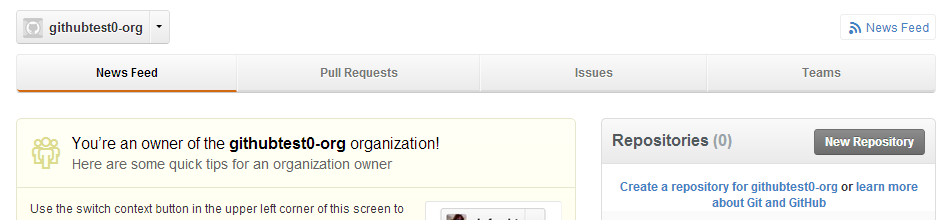 githubtest0-org
News Feed
News Feed
Pull Requests
Issues
Teams
You're an owner of the githubtest0-org organization!
Here are some quick tips for an organization owner
Use the switch context button in the upper left corner of this screen to
Repositories (0)
New Repository
Create a repository for githubtest0-org or learn more
about Git and GitHub